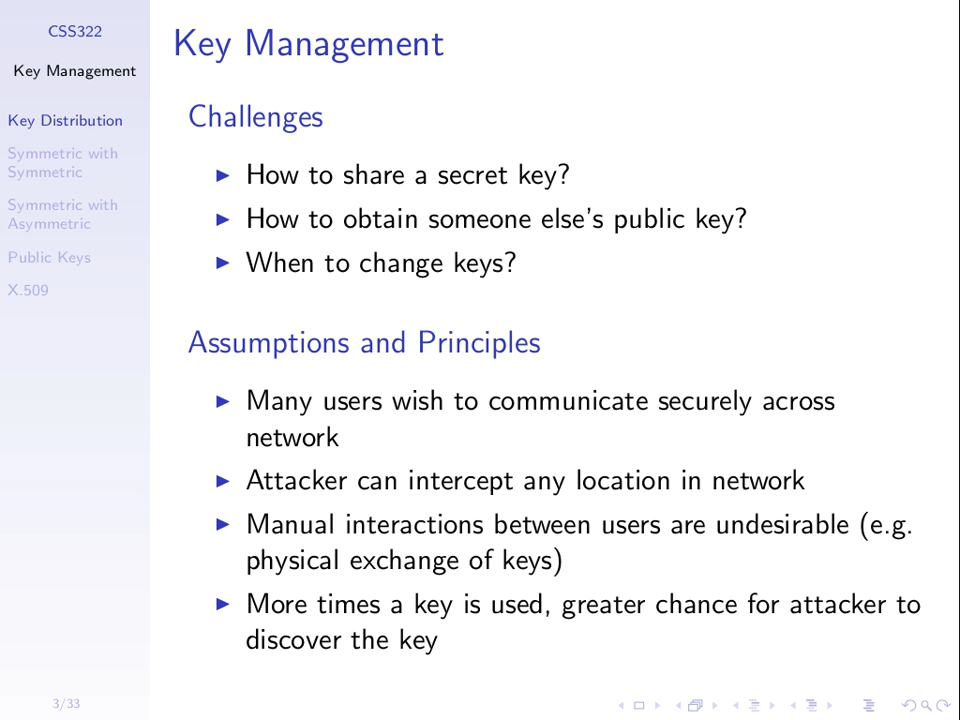 CSS322
Key Management
Key Distribution
Symmetric with
Symmetric
Symmetric with
Asymmetric
Public Keys
X.509
3/33
Key Management
Challenges
How to share a secret key?
How to obtain someone else's public key?
When to change keys?
Assumptions and Principles
Many users wish to communicate securely across
network
Attacker can intercept any location in network
Manual interactions between users are undesirable (e.g.
physical exchange of keys)
More times a key is used, greater chance for attacker to
discover the key